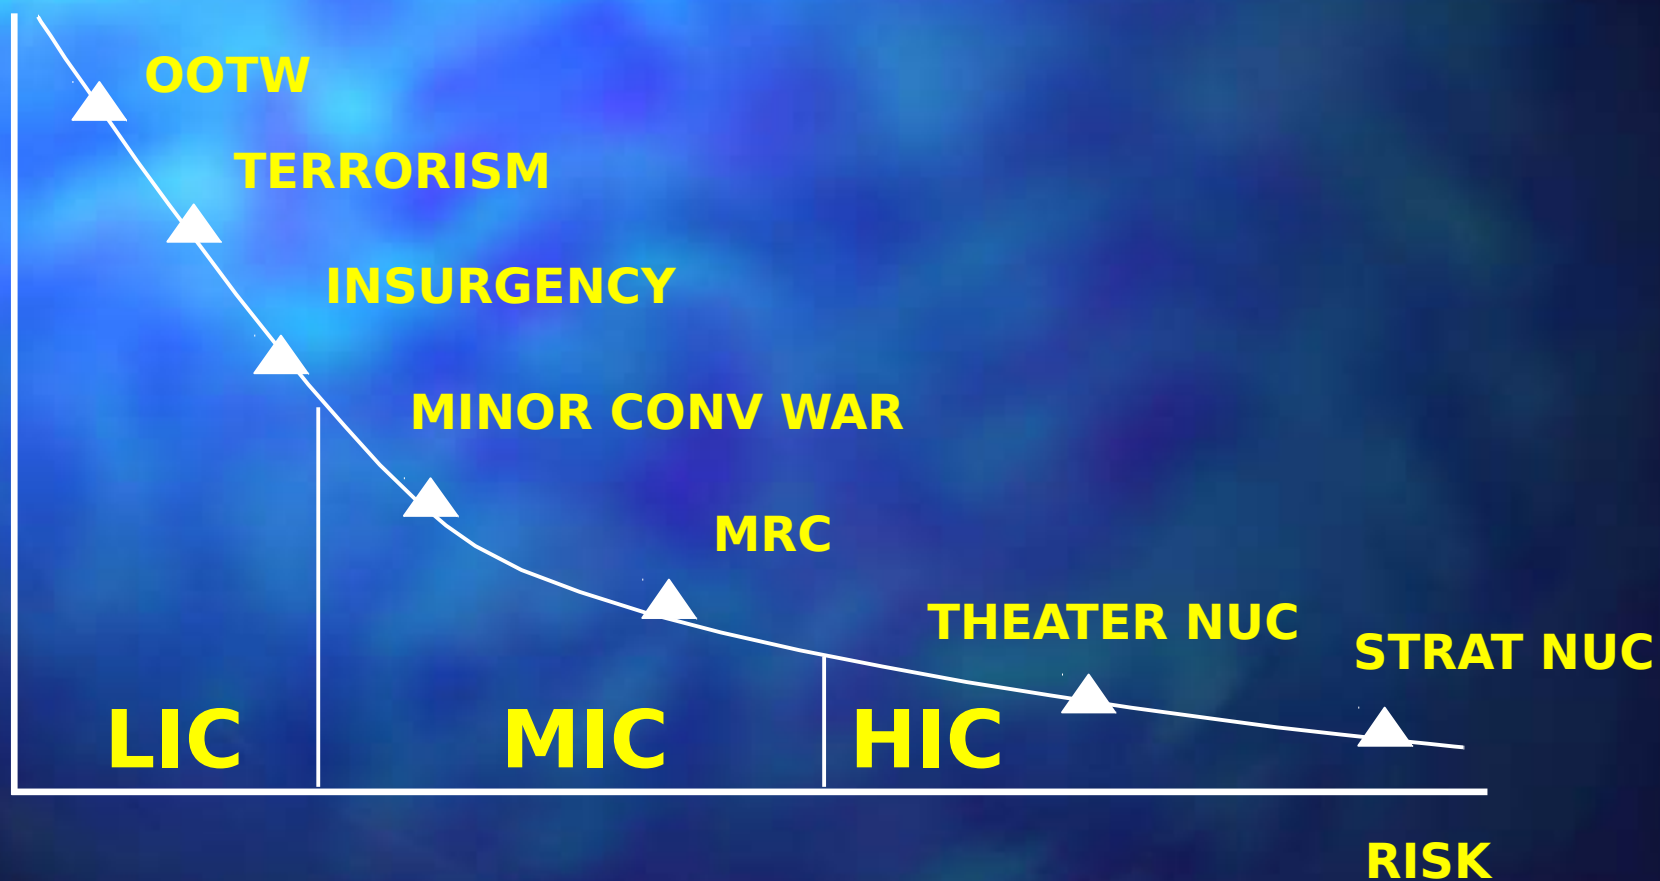 OOTW
TERRORISM
INSURGENCY
MINOR CONV WAR
MRC
THEATER NUC
STRAT NUC
LIC
MIC
HIC
RISK